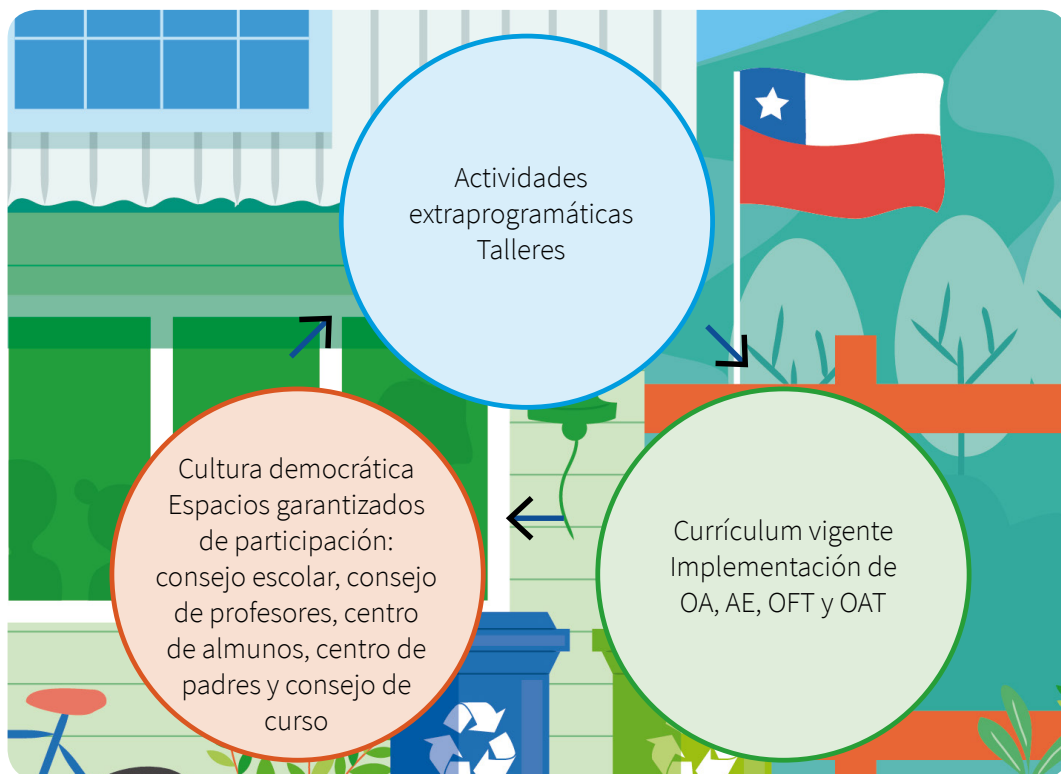 Actividades
extraprogramáticas
Talleres
Cultura democrática
Espacios garantizados
de participación:
consejo escolar, consejo
de profesores, centro
de almunos, centro de
padres y consejo de
curso
Currículum vigente
Implementación de
OA, AE, OFT y OAT